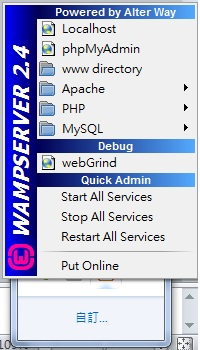 Powered by Alter Way
WAMPSERVER 2.4
Localhost
phpMyAdmin
www directory
Apache
PHP
MySQL
Debug
webGrind
Quick Admin
Start All Services
Stop All Services
Restart All Services
Put Online
自訂...